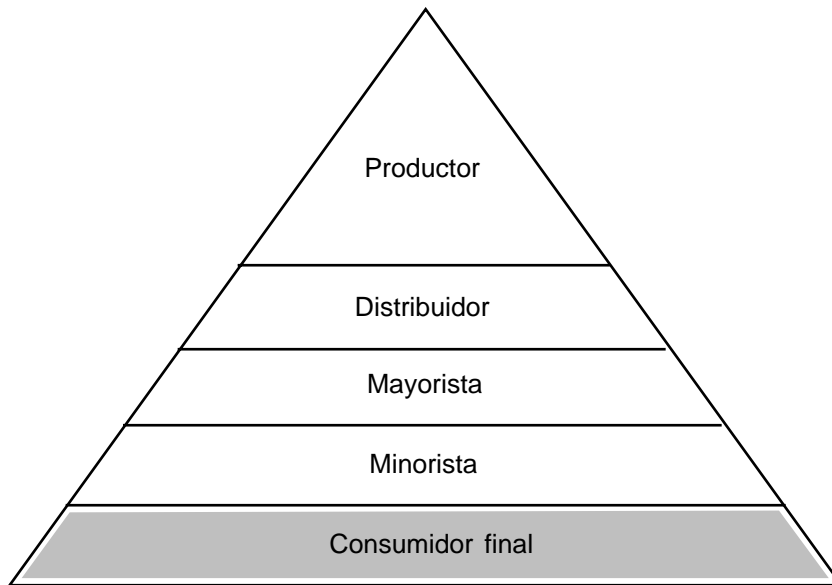 Productor
Distribuidor
Mayorista
Minorista
Consumidor final